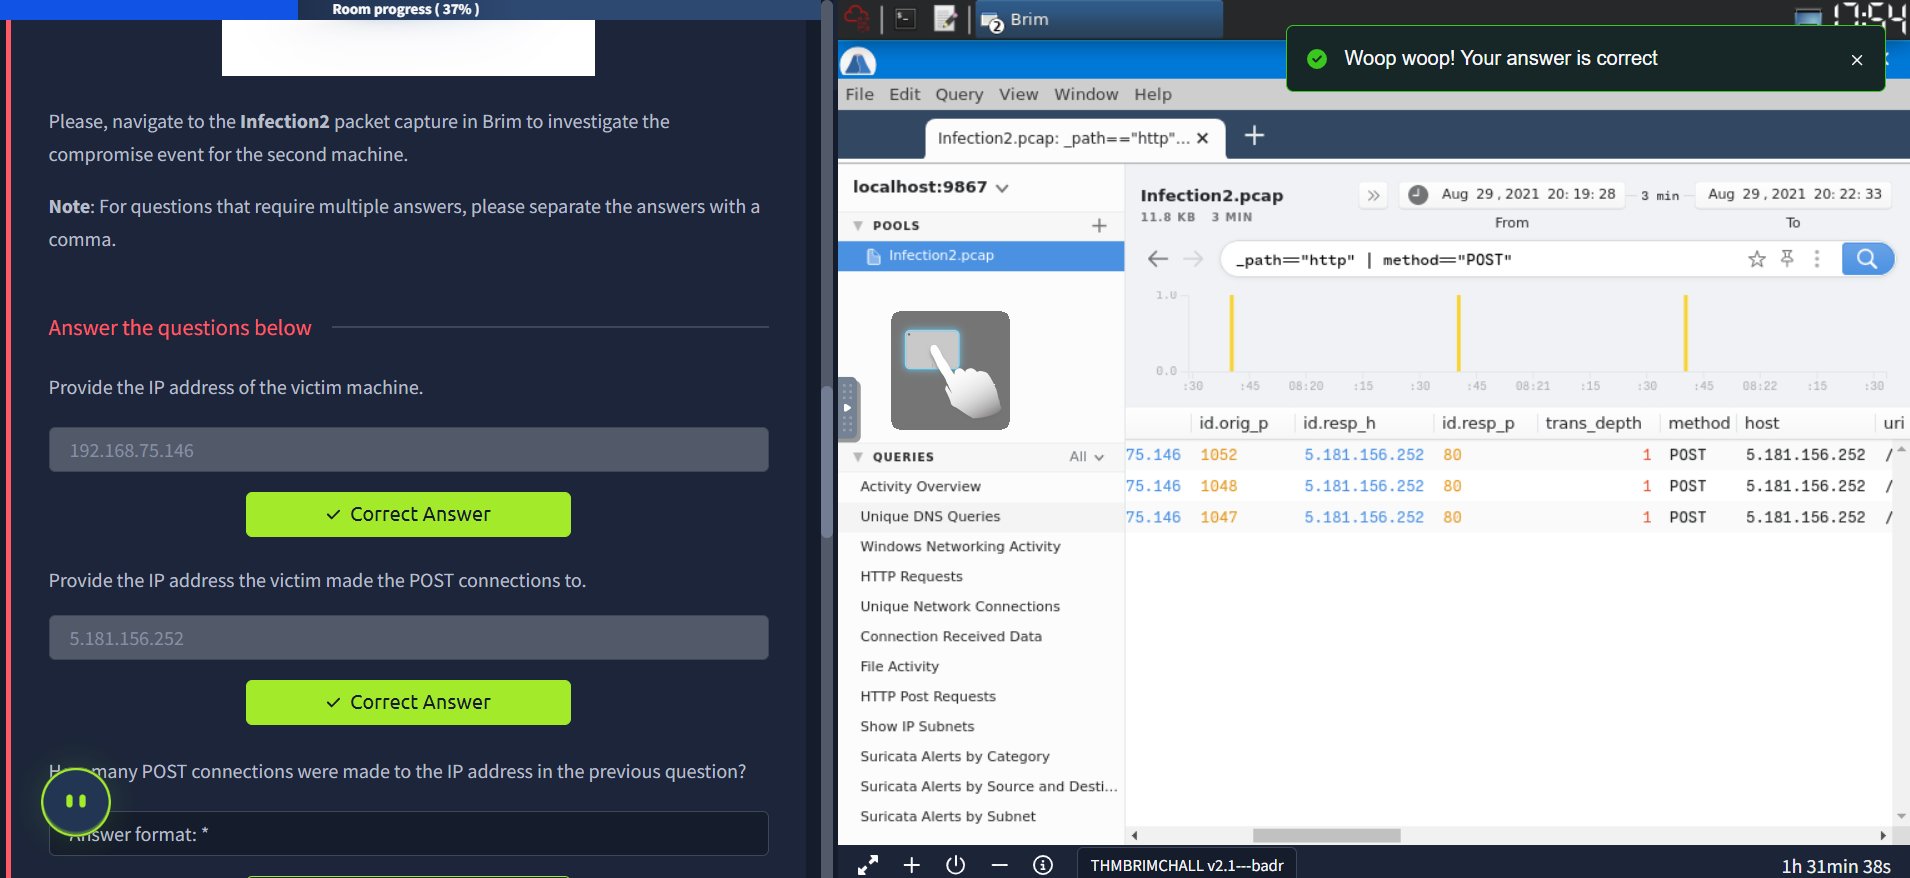 Room progress ( 37% )
Please, navigate to the Infection2 packet capture in Brim to investigate the
compromise event for the second machine.
Note: For questions that require multiple answers, please separate the answers with a
comma.
Answer the questions below
Provide the IP address of the victim machine.
192.168.75.146
Correct Answer
Provide the IP address the victim made the POST connections to.
5.181.156.252
Correct Answer
many POST connections were made to the IP address in the previous question?
Answer format: *
2
Brim
17:54
Woop woop! Your answer is correct
File Edit Query View Window Help
Infection2.pcap: _path=="http"...
localhost:9867
POOLS
Infection2.pcap
QUERIES
All
Activity Overview
Unique DNS Queries
Windows Networking Activity
HTTP Requests
Unique Network Connections
Connection Received Data
File Activity
HTTP Post Requests
Show IP Subnets
Suricata Alerts by Category
Suricata Alerts by Source and Desti...
Suricata Alerts by Subnet
Infection2.pcap
11.8 KB 3 MIN
Aug 29 , 2021 20: 19: 28
3 min
Aug 29 , 2021 20: 22: 33
From
To
_path=="http" | method=="POST"
1.0
0.0
:30 :45 08:20 :15 :30 :45 08:21 :15 :30 :45 08:22 :15 :30
id.orig_p id.resp_h id.resp_p trans_depth method host uri
75.146 1052 5.181.156.252 80 1 POST 5.181.156.252 /
75.146 1048 5.181.156.252 80 1 POST 5.181.156.252 /
75.146 1047 5.181.156.252 80 1 POST 5.181.156.252 /
THMBRIMCHALL v2.1---badr
1h 31min 38s